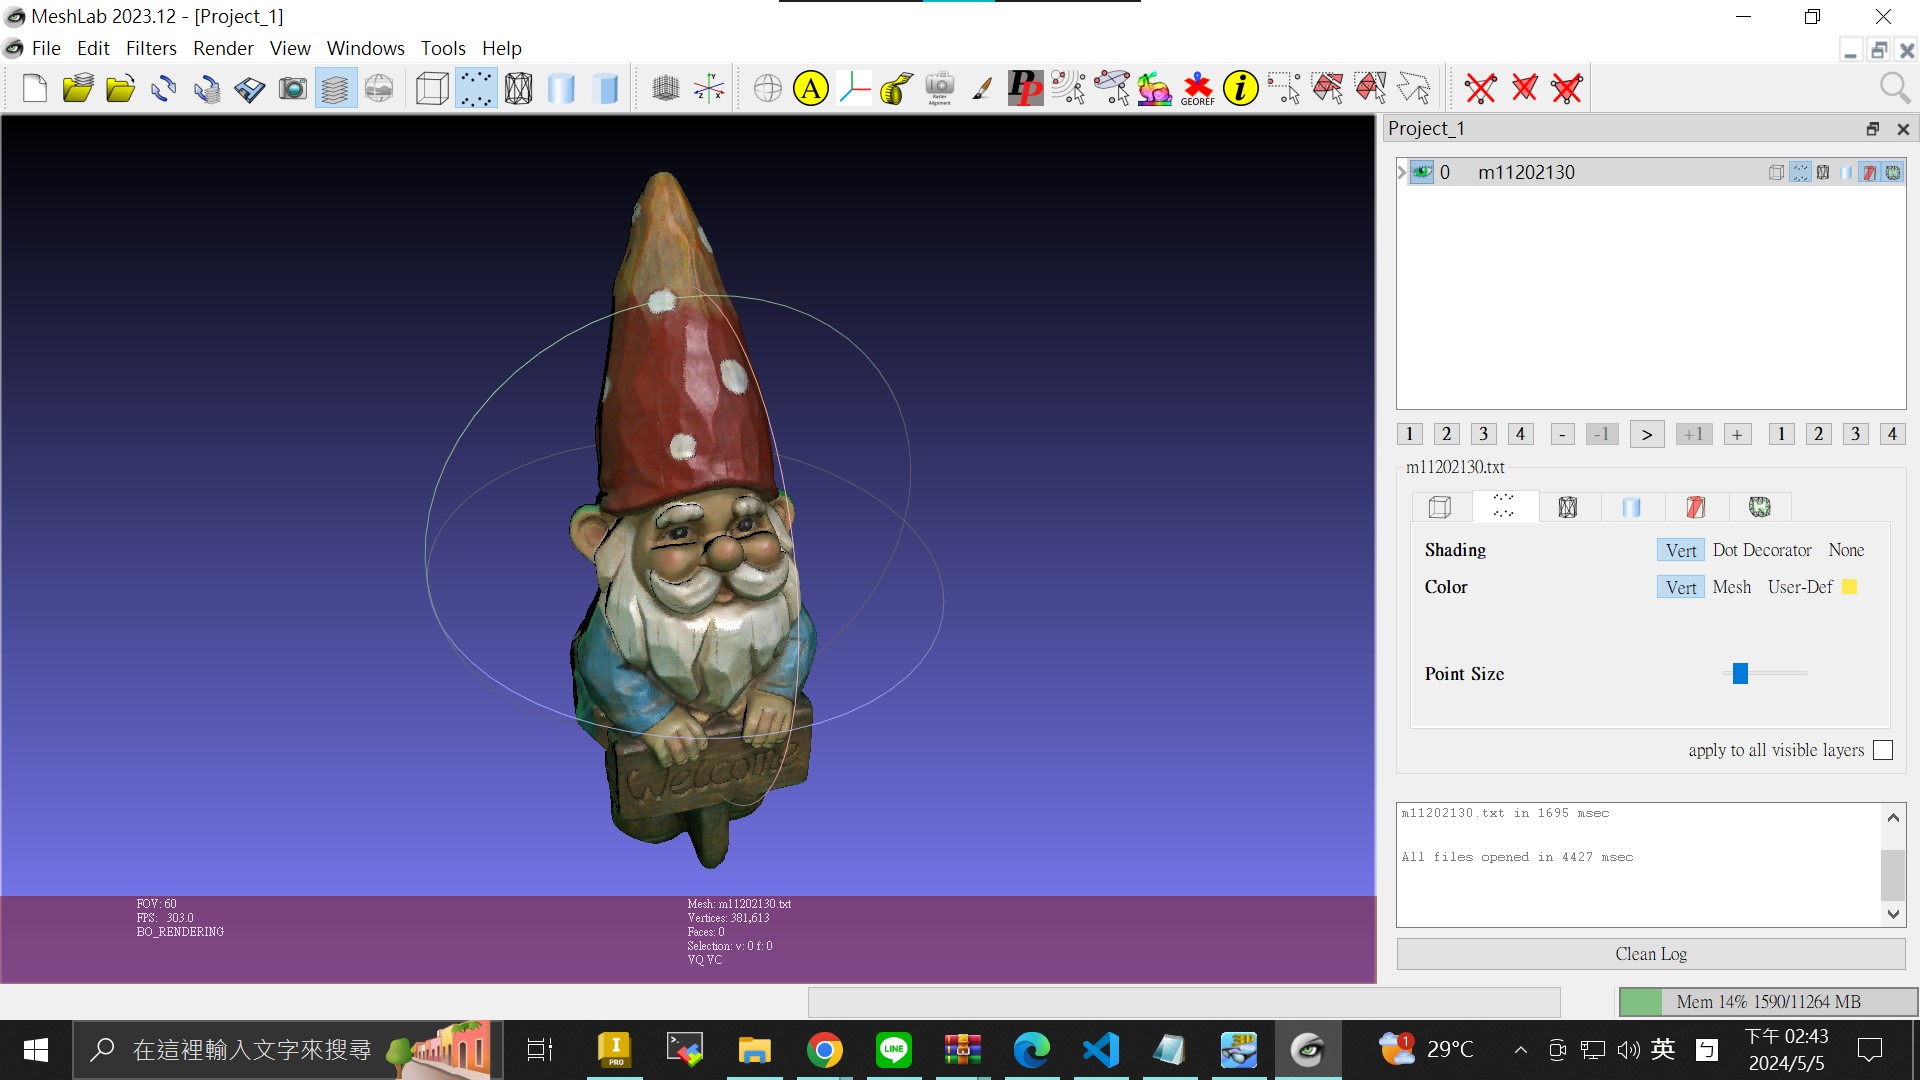 MeshLab 2023.12 - [Project_1]
File Edit Filters Render View Windows Tools Help
A
PP
GEOREF
i
Raster Alignment
Project_1
0 m11202130
1 2 3 4 - -1 > +1 + 1 2 3 4
m11202130.txt
Shading Vert Dot Decorator None
Color Vert Mesh User-Def
Point Size
apply to all visible layers
m11202130.txt in 1695 msec
All files opened in 4427 msec
Clean Log
Welcome
FOV: 60
FPS: 303.0
BO_RENDERING
Mesh: m11202130.txt
Vertices: 381,613
Faces: 0
Selection: v: 0 f: 0
VQ VC
Mem 14% 1590/11264 MB
在這裡輸入文字來搜尋
I PRO
LINE
1
29°C
英
ㄅ
下午 02:43
2024/5/5